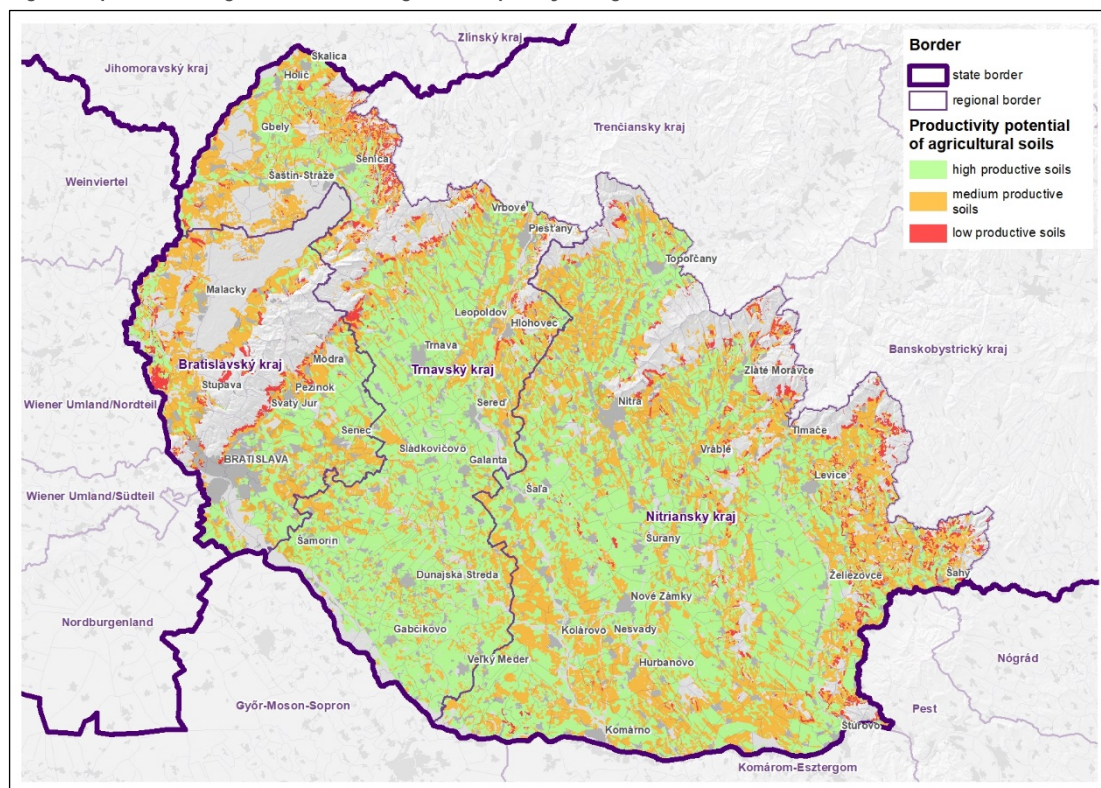 Zlínský kraj
Jihomoravský kraj
Skalica
Holíč
Trenčiansky kraj
Gbely
Senica
Šaštín-Stráže
Weinviertel
Vrbové
Piešťany
Topoľčany
Malacky
Leopoldov
Hlohovec
Banskobystrický kraj
Trnava
Bratislavský kraj
Modra
Trnavský kraj
Zlaté Moravce
Stupava
Pezinok
Wiener Umland/Nordteil
Svätý Jur
Sereď
Nitra
Tlmače
Senec
Sládkovičovo
Vráble
BRATISLAVA
Galanta
Levice
Wiener Umland/Südteil
Šaľa
Nitriansky kraj
Šamorín
Šurany
Dunajská Streda
Želiezovce
Šahy
Nové Zámky
Nordburgenland
Gabčíkovo
Kolárovo
Nesvady
Veľký Meder
Hurbanovo
Nógrád
Győr-Moson-Sopron
Pest
Štúrovo
Komárno
Komárom-Esztergom
Border
state border
regional border
Productivity potential
of agricultural soils
high productive soils
medium productive
soils
low productive soils